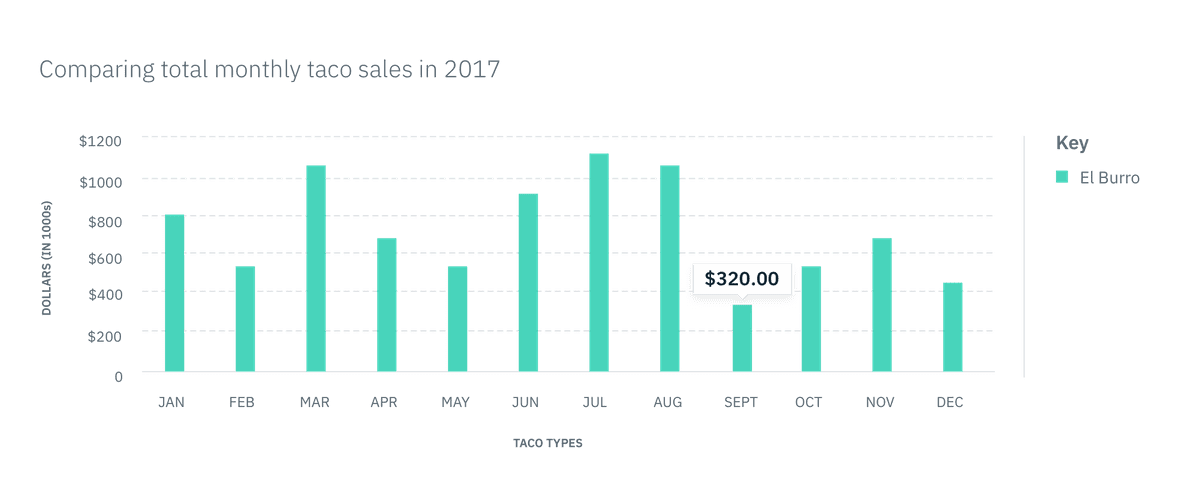 Comparing total monthly taco sales in 2017
DOLLARS (IN 1000s)
$1200
$1000
$800
$600
$400
$200
0
$320.00
JAN FEB MAR APR MAY JUN JUL AUG SEPT OCT NOV DEC
TACO TYPES
Key
El Burro